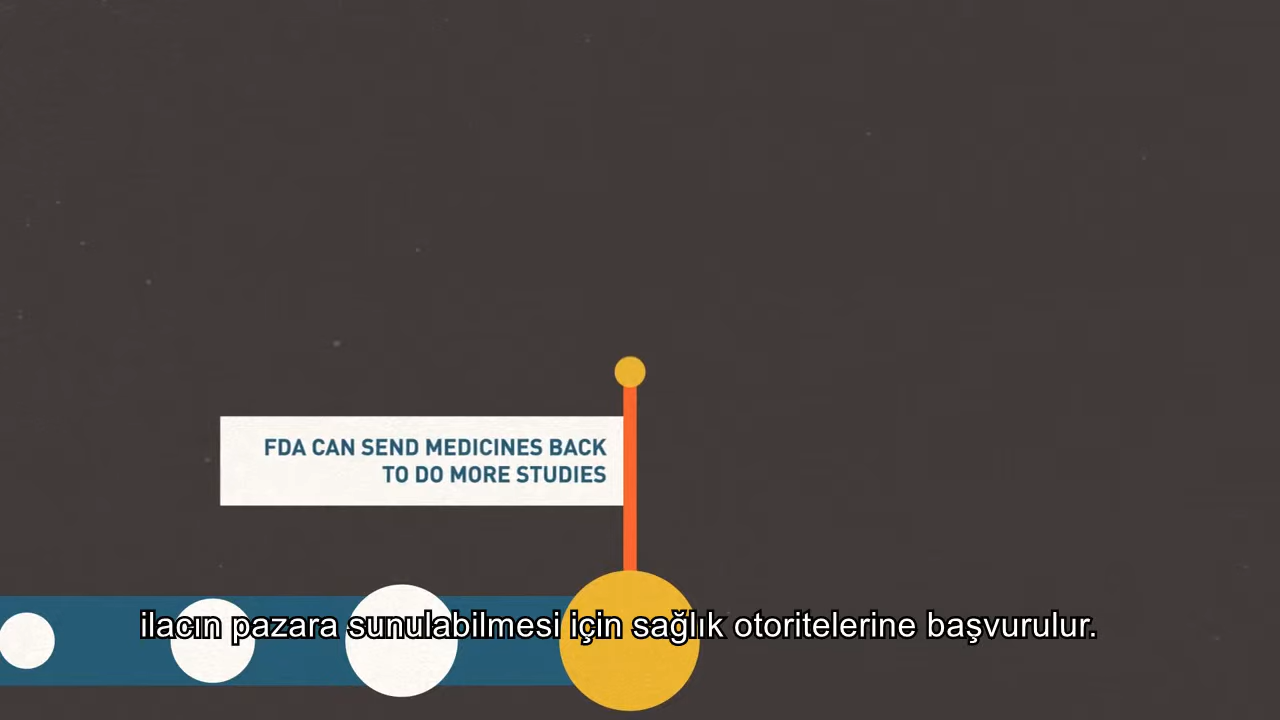 FDA CAN SEND MEDICINES BACK
TO DO MORE STUDIES
ilacın pazara sunulabilmesi için sağlık otoritelerine başvurulur.